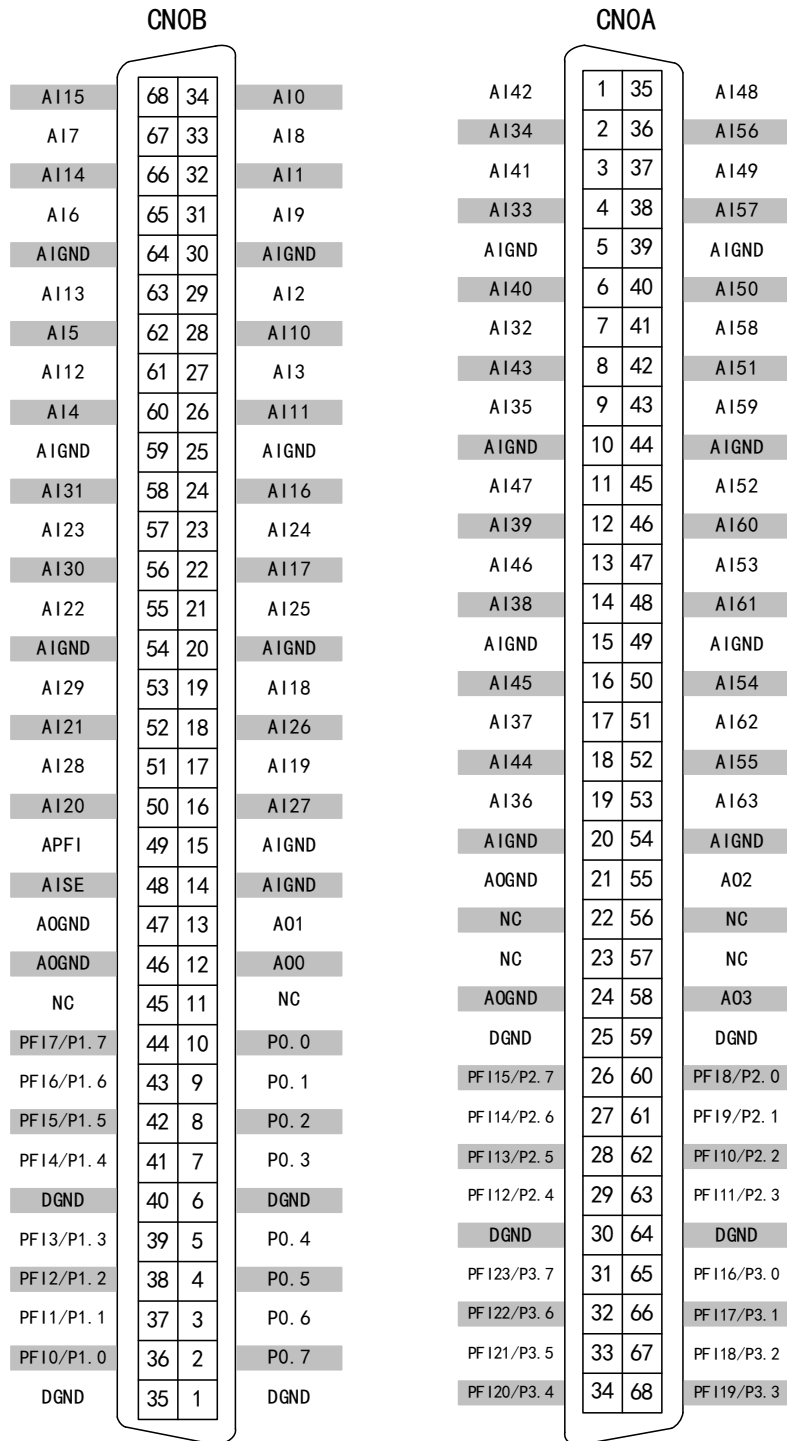 CN0B CN0A
AI15 68 34 AI0 AI42 1 35 AI48
AI7 67 33 AI8 AI34 2 36 AI56
AI14 66 32 AI1 AI41 3 37 AI49
AI6 65 31 AI9 AI33 4 38 AI57
AIGND 64 30 AIGND AIGND 5 39 AIGND
AI13 63 29 AI2 AI40 6 40 AI50
AI5 62 28 AI10 AI32 7 41 AI58
AI12 61 27 AI3 AI43 8 42 AI51
AI4 60 26 AI11 AI35 9 43 AI59
AIGND 59 25 AIGND AIGND 10 44 AIGND
AI31 58 24 AI16 AI47 11 45 AI52
AI23 57 23 AI24 AI39 12 46 AI60
AI30 56 22 AI17 AI46 13 47 AI53
AI22 55 21 AI25 AI38 14 48 AI61
AIGND 54 20 AIGND AIGND 15 49 AIGND
AI29 53 19 AI18 AI45 16 50 AI54
AI21 52 18 AI26 AI37 17 51 AI62
AI28 51 17 AI19 AI44 18 52 AI55
AI20 50 16 AI27 AI36 19 53 AI63
APFI 49 15 AIGND AIGND 20 54 AIGND
AISE 48 14 AIGND AOGND 21 55 AO2
AOGND 47 13 AO1 NC 22 56 NC
AOGND 46 12 AO0 NC 23 57 NC
NC 45 11 NC AOGND 24 58 AO3
PFI7/P1.7 44 10 P0.0 DGND 25 59 DGND
PFI6/P1.6 43 9 P0.1 PFI15/P2.7 26 60 PFI8/P2.0
PFI5/P1.5 42 8 P0.2 PFI14/P2.6 27 61 PFI9/P2.1
PFI4/P1.4 41 7 P0.3 PFI13/P2.5 28 62 PFI10/P2.2
DGND 40 6 DGND PFI12/P2.4 29 63 PFI11/P2.3
PFI3/P1.3 39 5 P0.4 DGND 30 64 DGND
PFI2/P1.2 38 4 P0.5 PFI23/P3.7 31 65 PFI16/P3.0
PFI1/P1.1 37 3 P0.6 PFI22/P3.6 32 66 PFI17/P3.1
PFI0/P1.0 36 2 P0.7 PFI21/P3.5 33 67 PFI18/P3.2
DGND 35 1 DGND PFI20/P3.4 34 68 PFI19/P3.3